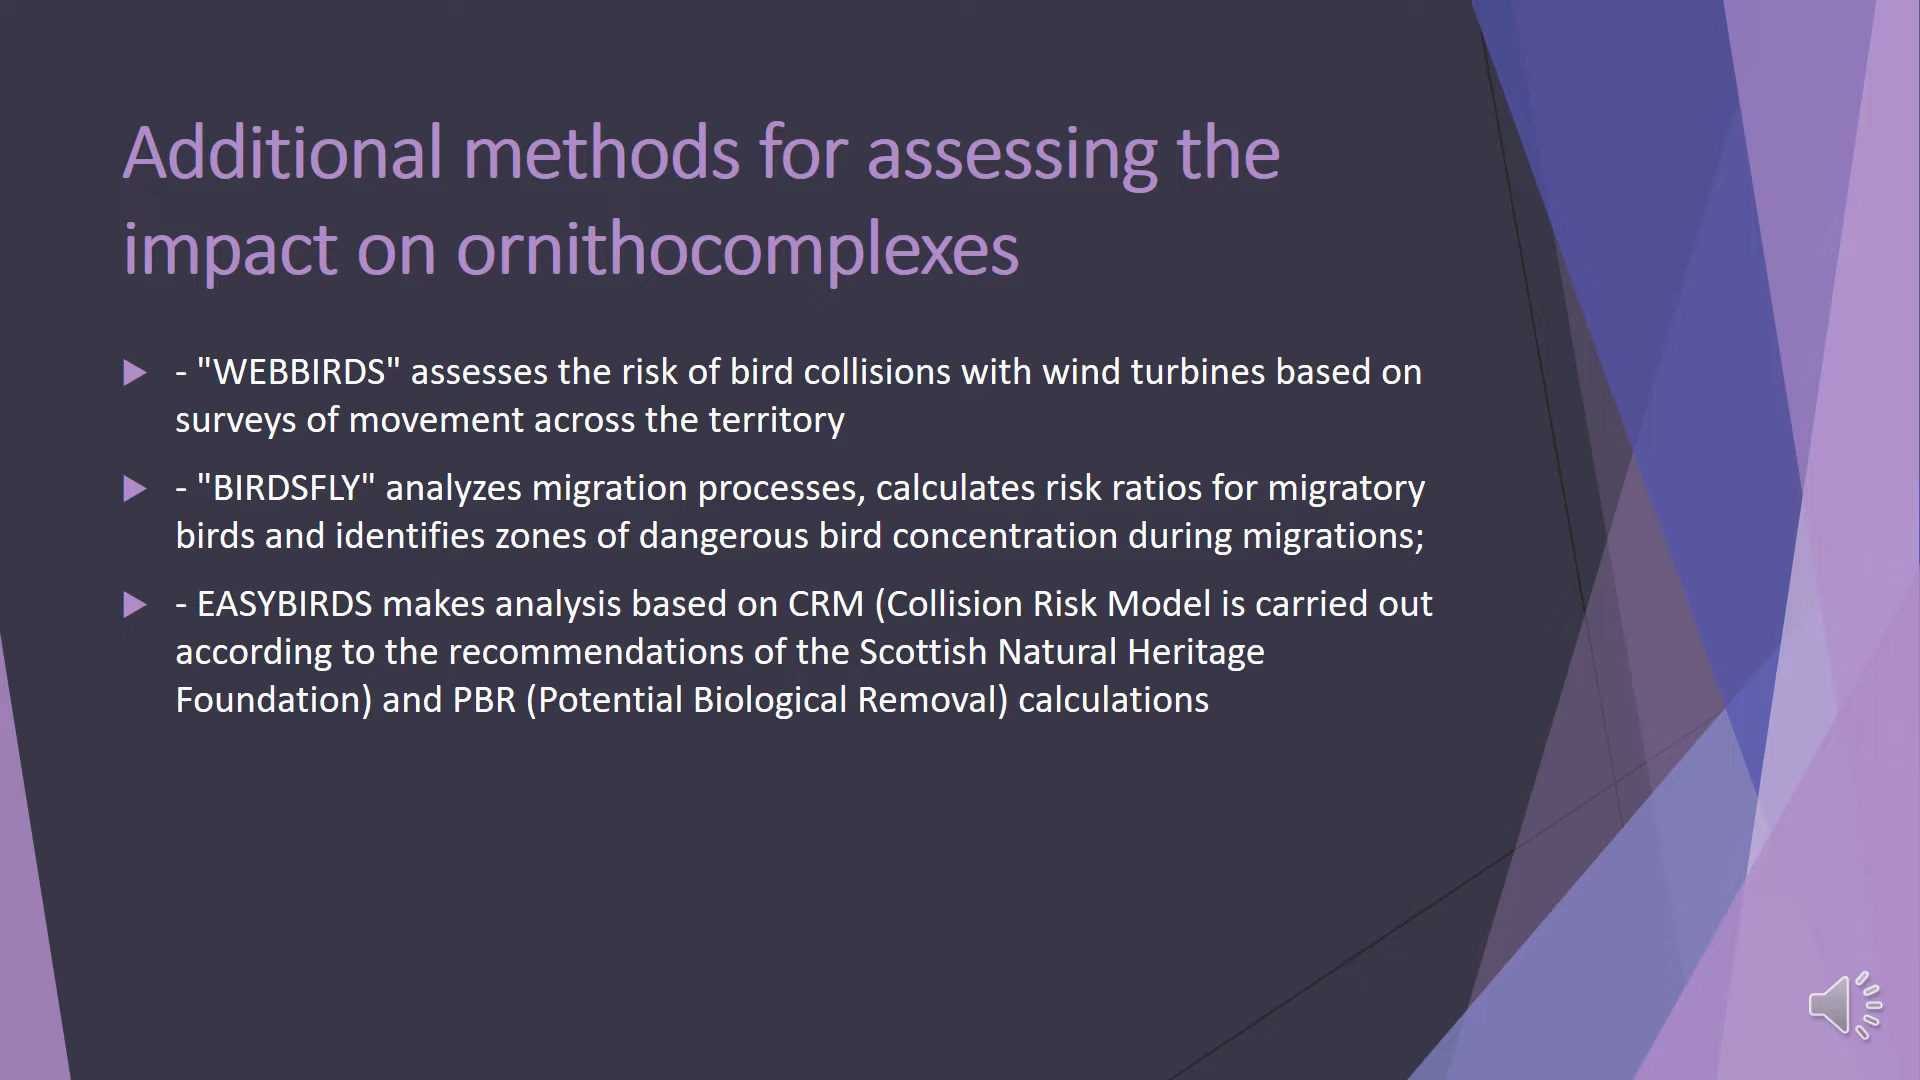 Additional methods for assessing the
impact on ornithocomplexes
- "WEBBIRDS" assesses the risk of bird collisions with wind turbines based on
surveys of movement across the territory
- "BIRDSFLY" analyzes migration processes, calculates risk ratios for migratory
birds and identifies zones of dangerous bird concentration during migrations;
- EASYBIRDS makes analysis based on CRM (Collision Risk Model is carried out
according to the recommendations of the Scottish Natural Heritage
Foundation) and PBR (Potential Biological Removal) calculations